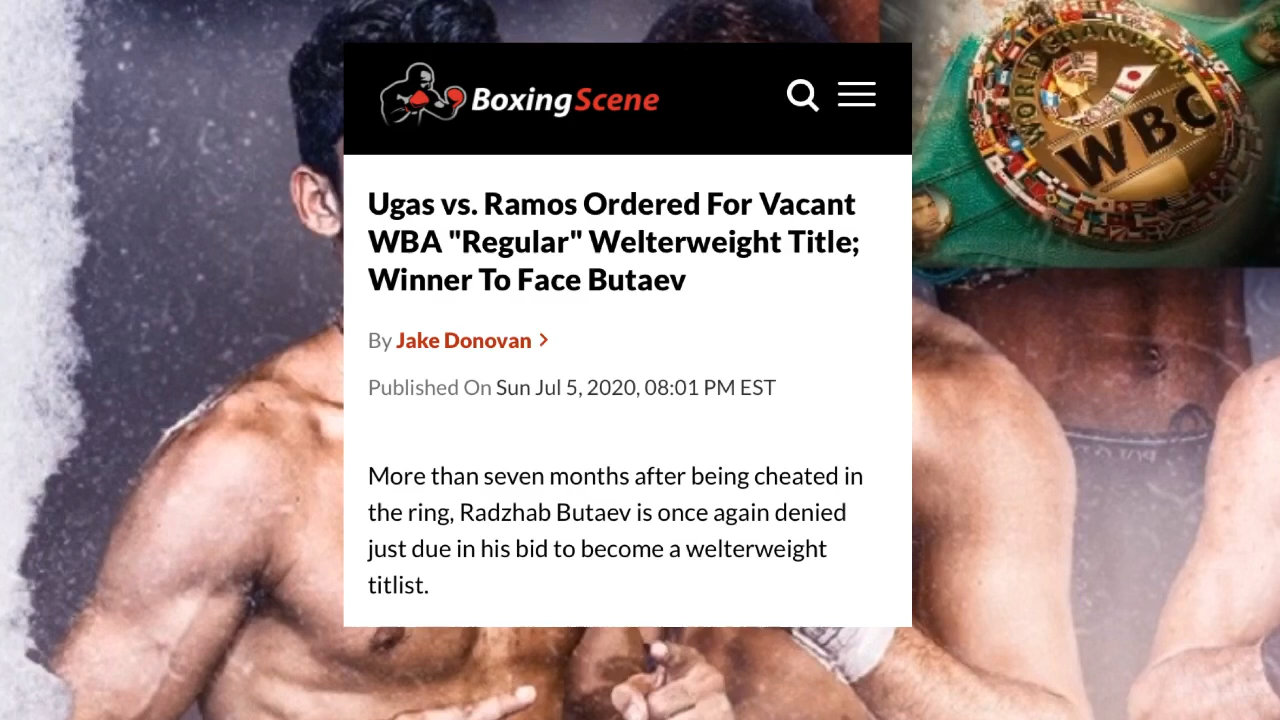 BoxingScene
WORLD CHAMPION
WBC
Ugas vs. Ramos Ordered For Vacant
WBA "Regular" Welterweight Title;
Winner To Face Butaev
By Jake Donovan >
Published On Sun Jul 5, 2020, 08:01 PM EST
More than seven months after being cheated in
the ring, Radzhab Butaev is once again denied
just due in his bid to become a welterweight
titlist.